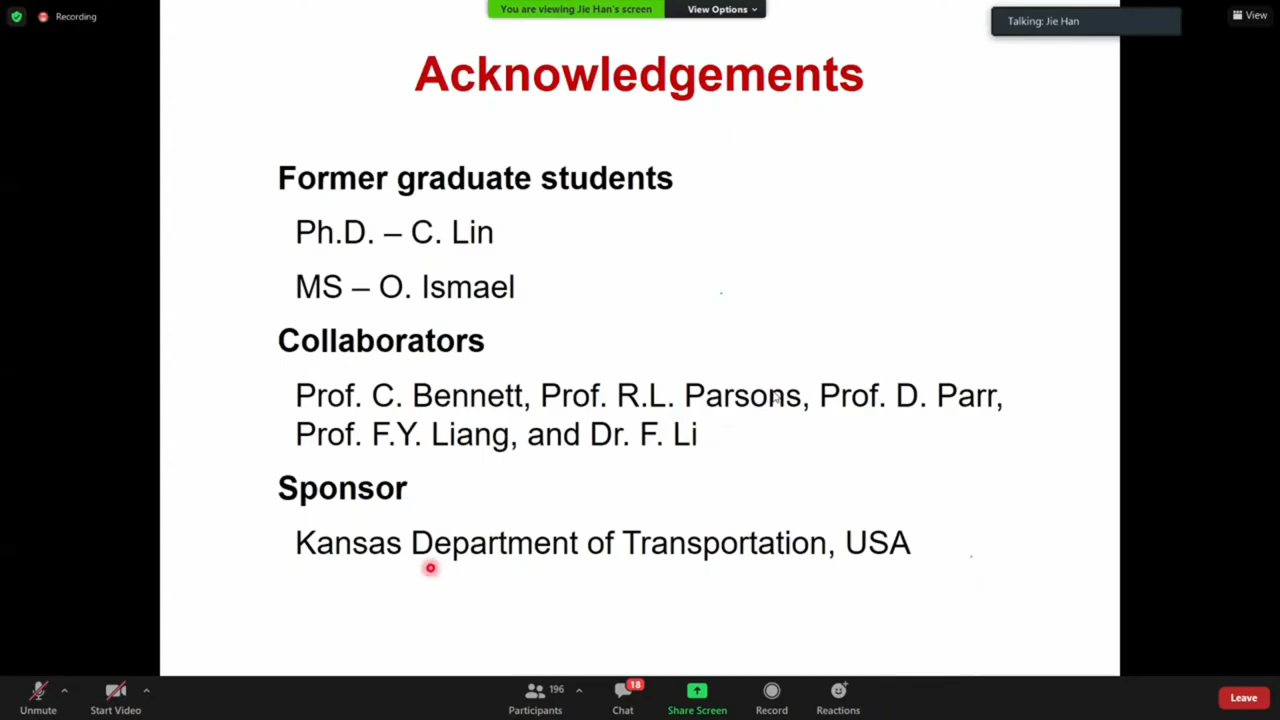 Recording
You are viewing Jie Han's screen
View Options
Talking: Jie Han
View
Acknowledgements
Former graduate students
Ph.D. – C. Lin
MS – O. Ismael
Collaborators
Prof. C. Bennett, Prof. R.L. Parsons, Prof. D. Parr,
Prof. F.Y. Liang, and Dr. F. Li
Sponsor
Kansas Department of Transportation, USA
Unmute
Start Video
196
Participants
18
Chat
Share Screen
Record
Reactions
Leave